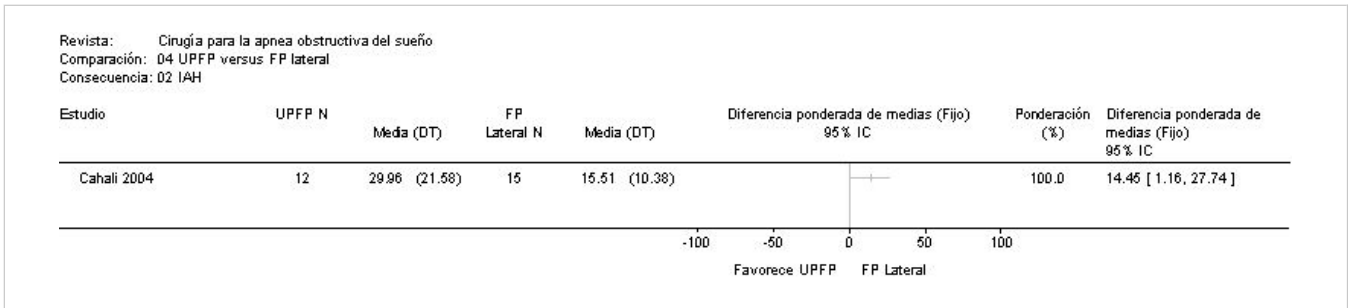 Revista: Cirugía para la apnea obstructiva del sueño
Comparación: 04 UPFP versus FP lateral
Consecuencia: 02 IAH
Estudio UPFP N Media (DT) FP Lateral N Media (DT) Diferencia ponderada de medias (Fijo) 95% IC Ponderación (%) Diferencia ponderada de medias (Fijo) 95% IC
Cahali 2004 12 29.96 (21.58) 15 15.51 (10.38) 100.0 14.45 [ 1.16, 27.74 ]
-100 -50 0 50 100
Favorece UPFP FP Lateral